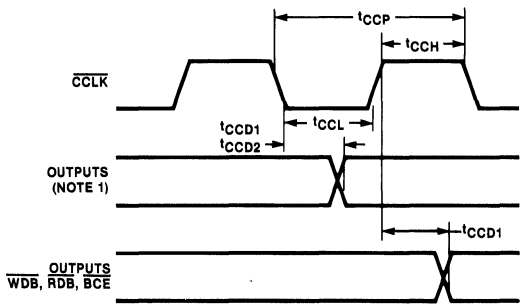 tCCP
tCCH
CCLK
tCCD1
tCCD2
tCCL
OUTPUTS
(NOTE 1)
tCCD1
OUTPUTS
WDB, RDB, BCE